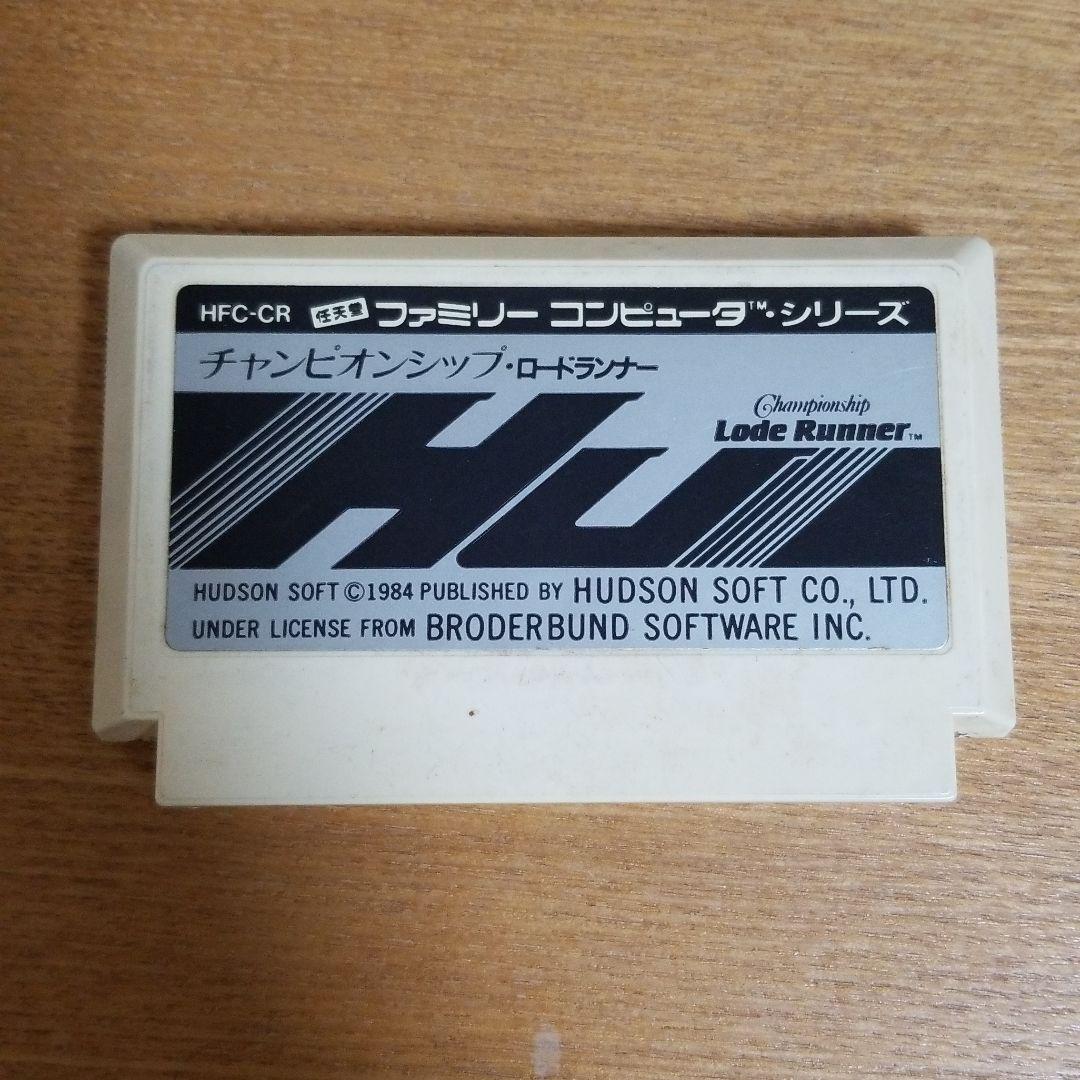 HFC-CR 任天堂 ファミリー コンピュータ™・シリーズ
チャンピオンシップ・ロードランナー
Championship
Lode Runner™
HU
HUDSON SOFT ©1984 PUBLISHED BY HUDSON SOFT CO., LTD.
UNDER LICENSE FROM BRODERBUND SOFTWARE INC.